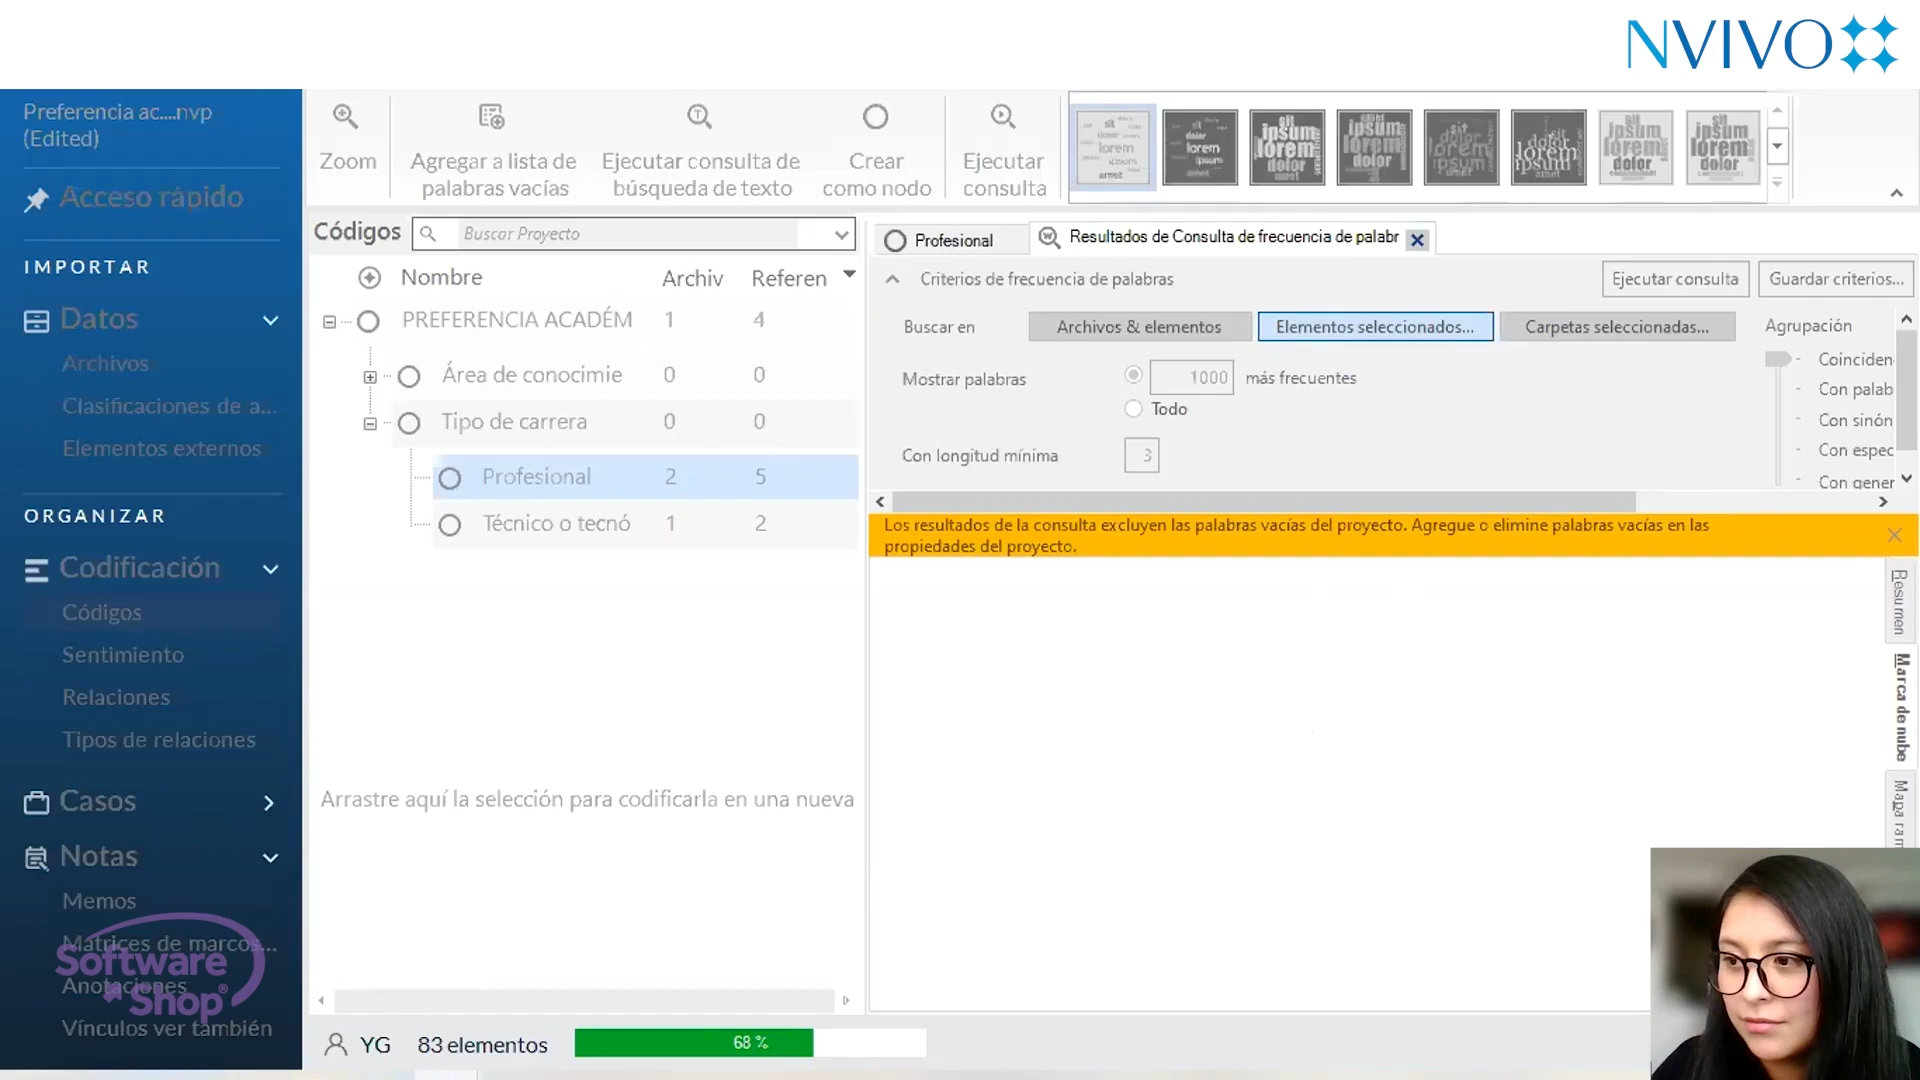 NVIVO
Preferencia ac....nvp
(Edited)
Acceso rápido
IMPORTAR
Datos
Archivos
Clasificaciones de a...
Elementos externos
ORGANIZAR
Codificación
Códigos
Sentimiento
Relaciones
Tipos de relaciones
Casos
Notas
Memos
Matrices de marcos...
Anotaciones
Vínculos ver también
Software
Shop®
Zoom
Agregar a lista de
palabras vacías
Ejecutar consulta de
búsqueda de texto
Crear
como nodo
Ejecutar
consulta
Códigos
Buscar Proyecto
Nombre Archiv Referen
PREFERENCIA ACADÉM 1 4
Área de conocimie 0 0
Tipo de carrera 0 0
Profesional 2 5
Técnico o tecnó 1 2
Arrastre aquí la selección para codificarla en una nueva
YG 83 elementos 68 %
Profesional
Resultados de Consulta de frecuencia de palabr
Criterios de frecuencia de palabras
Ejecutar consulta
Guardar criterios...
Buscar en
Archivos & elementos
Elementos seleccionados...
Carpetas seleccionadas...
Agrupación
Mostrar palabras
1000 más frecuentes
Todo
Con longitud mínima 3
Coinciden
Con palab
Con sinón
Con espec
Con gener
Los resultados de la consulta excluyen las palabras vacías del proyecto. Agregue o elimine palabras vacías en las
propiedades del proyecto.
Resumen
Marca de nube
Mapa ram